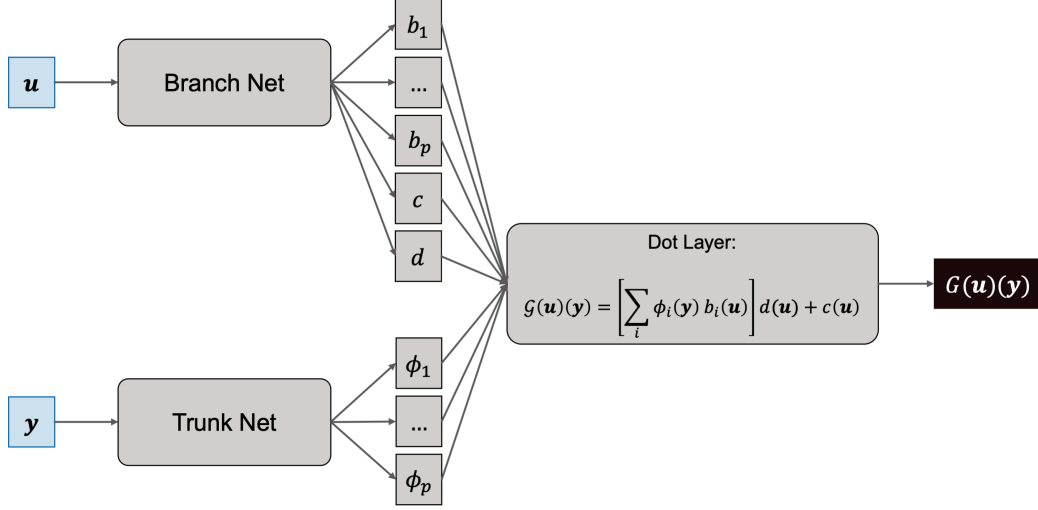 u
Branch Net
b₁
...
bₚ
c
d
Dot Layer:
𝒢(u)(y) = [∑ᵢ ϕᵢ(y) bᵢ(u)] d(u) + c(u)
G(u)(y)
y
Trunk Net
ϕ₁
...
ϕₚ